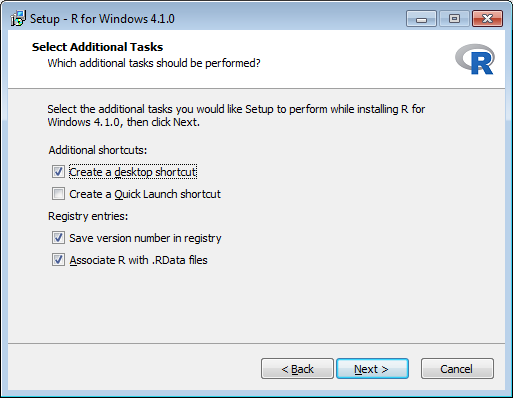 Setup - R for Windows 4.1.0
Select Additional Tasks
Which additional tasks should be performed?
R
Select the additional tasks you would like Setup to perform while installing R for
Windows 4.1.0, then click Next.
Additional shortcuts:
Create a desktop shortcut
Create a Quick Launch shortcut
Registry entries:
Save version number in registry
Associate R with .RData files
< Back
Next >
Cancel